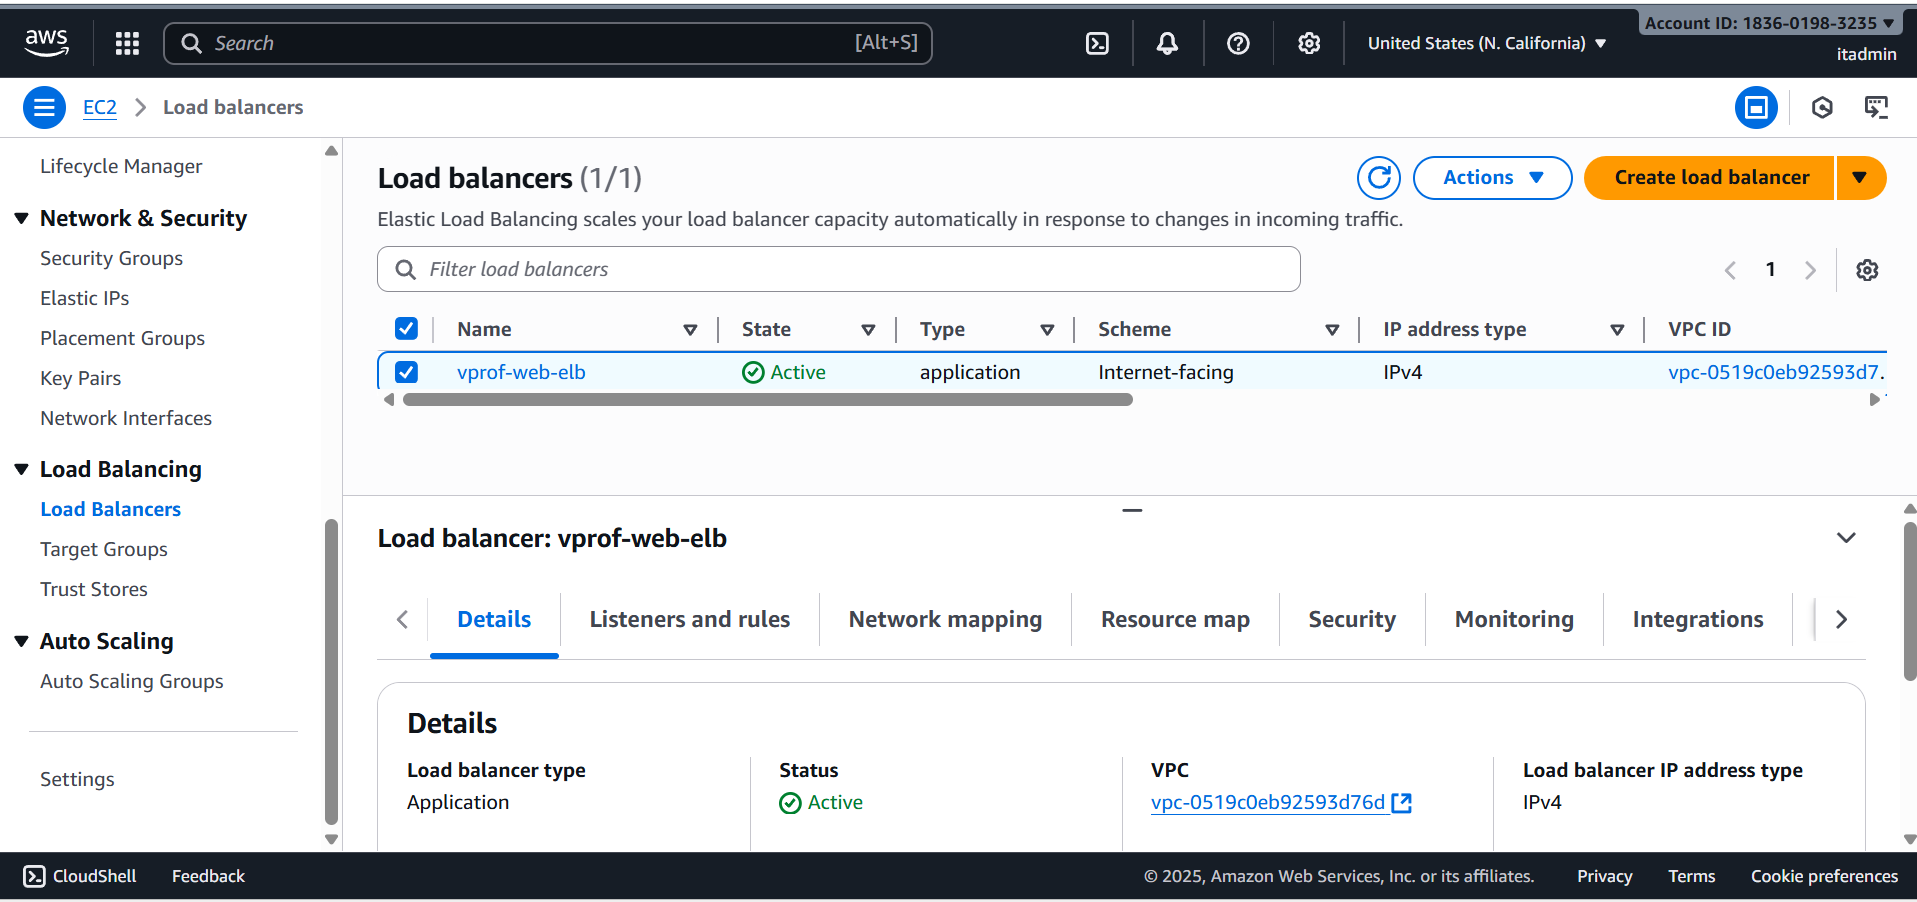 aws
Search [Alt+S]
United States (N. California)
Account ID: 1836-0198-3235
itadmin
EC2 Load balancers
Lifecycle Manager
Network & Security
Security Groups
Elastic IPs
Placement Groups
Key Pairs
Network Interfaces
Load Balancing
Load Balancers
Target Groups
Trust Stores
Auto Scaling
Auto Scaling Groups
Settings
Load balancers (1/1)
Actions
Create load balancer
Elastic Load Balancing scales your load balancer capacity automatically in response to changes in incoming traffic.
Filter load balancers
1
Name State Type Scheme IP address type VPC ID
vprof-web-elb Active application Internet-facing IPv4 vpc-0519c0eb92593d7.
Load balancer: vprof-web-elb
Details Listeners and rules Network mapping Resource map Security Monitoring Integrations
Details
Load balancer type
Application
Status
Active
VPC
vpc-0519c0eb92593d76d
Load balancer IP address type
IPv4
CloudShell Feedback © 2025, Amazon Web Services, Inc. or its affiliates. Privacy Terms Cookie preferences